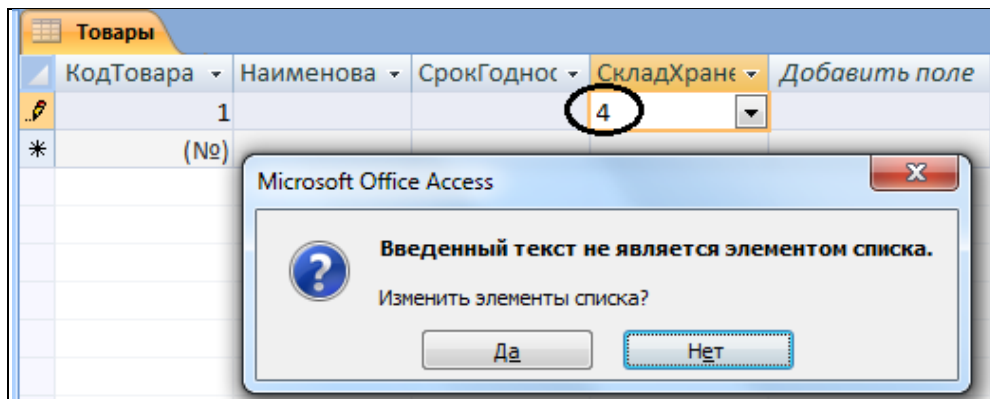 Товары
КодТовара Наименова СрокГоднос СкладХране Добавить поле
1 4
(№)
Microsoft Office Access
Введенный текст не является элементом списка.
Изменить элементы списка?
Да Нет